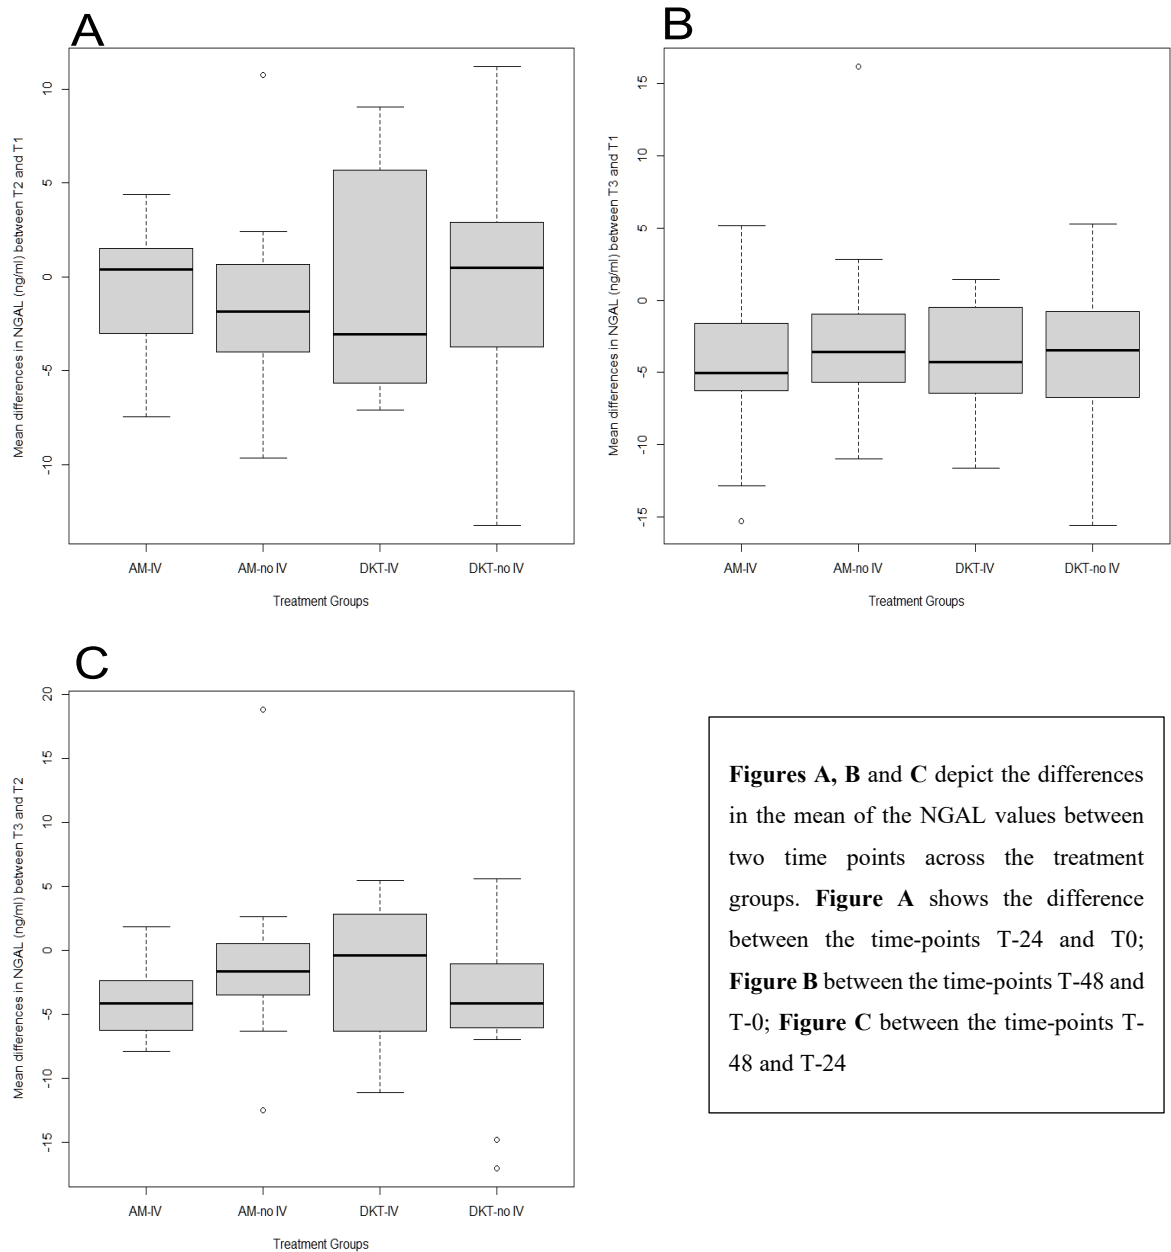 A
Mean differences in NGAL (ng/ml) between T2 and T1
10
5
0
-5
-10
AM-IV
AM-no IV
DKT-IV
DKT-no IV
Treatment Groups
B
Mean differences in NGAL (ng/ml) between T3 and T1
15
10
5
0
-5
-10
-15
AM-IV
AM-no IV
DKT-IV
DKT-no IV
Treatment Groups
C
Mean differences in NGAL (ng/ml) between T3 and T2
20
15
10
5
0
-5
-10
-15
AM-IV
AM-no IV
DKT-IV
DKT-no IV
Treatment Groups
Figures A, B and C depict the differences
in the mean of the NGAL values between
two time points across the treatment
groups. Figure A shows the difference
between the time-points T-24 and T0;
Figure B between the time-points T-48 and
T-0; Figure C between the time-points T-
48 and T-24